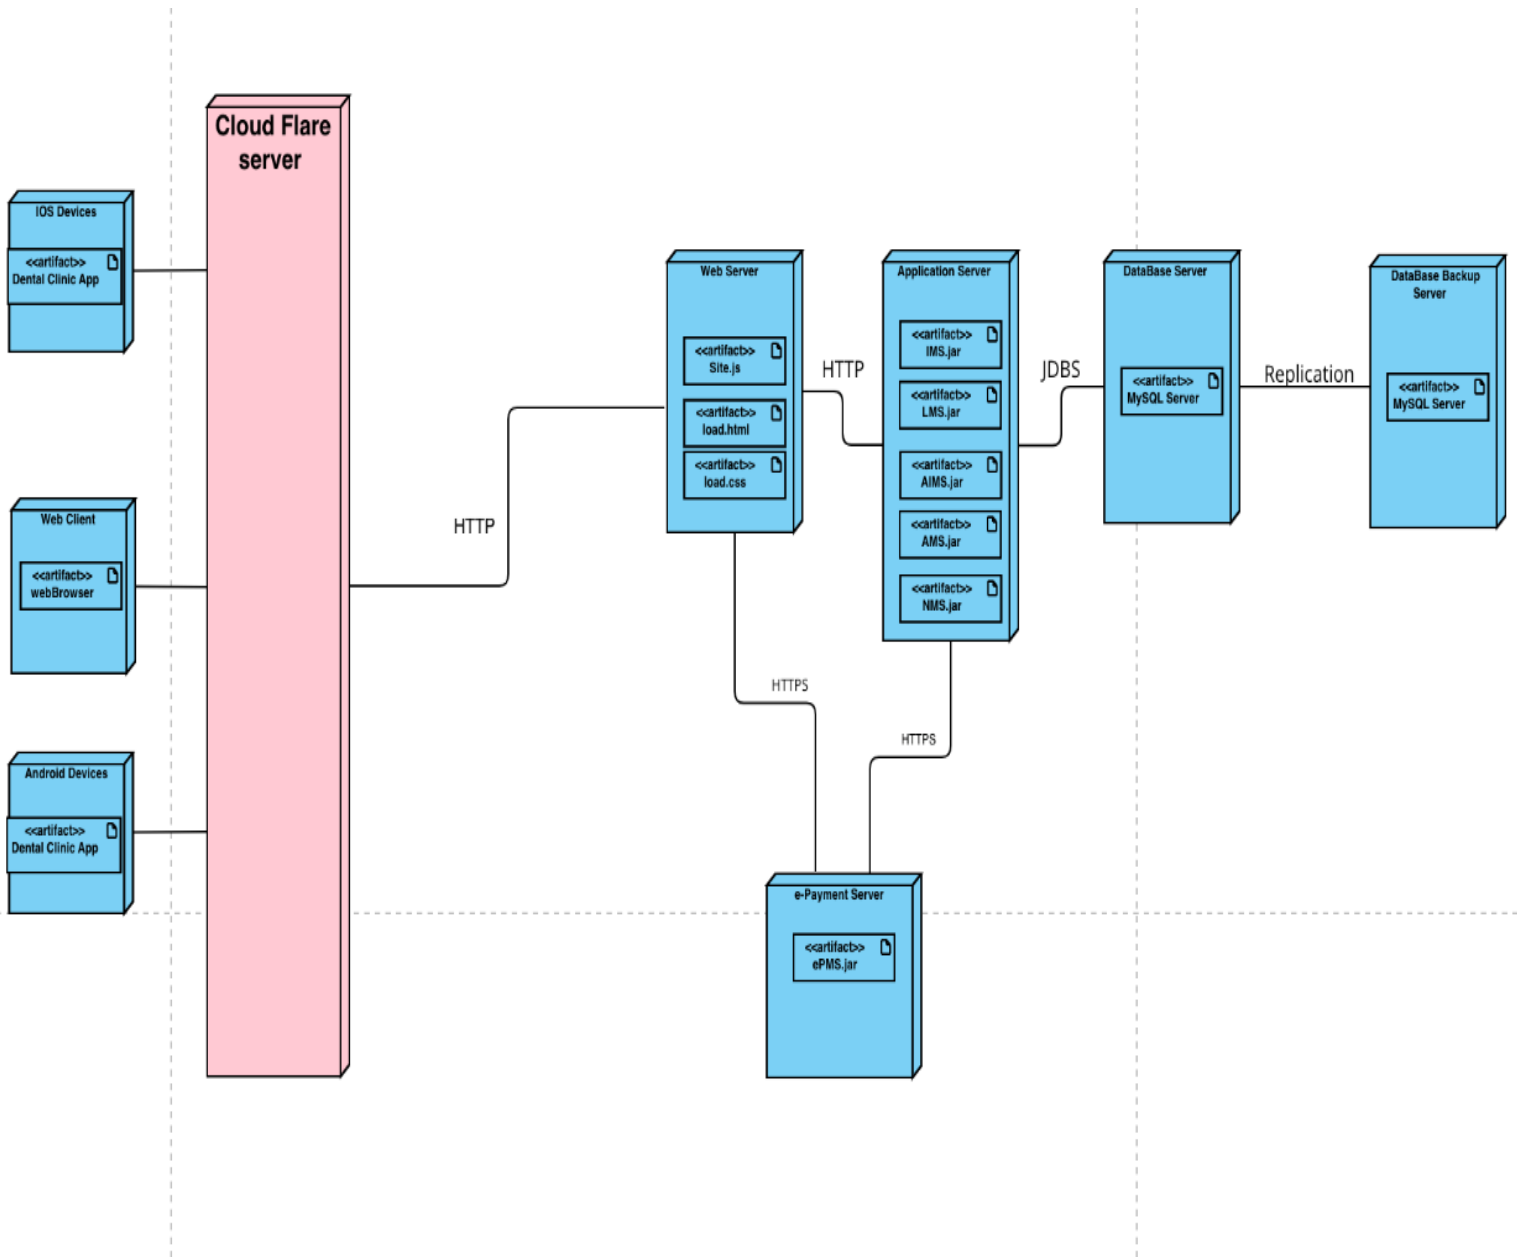 Cloud Flare
server
IOS Devices
<<artifact>>
Dental Clinic App
Web Client
<<artifact>>
webBrowser
Android Devices
<<artifact>>
Dental Clinic App
HTTP
Web Server
<<artifact>>
Site.js
<<artifact>>
load.html
<<artifact>>
load.css
HTTP
Application Server
<<artifact>>
IMS.jar
<<artifact>>
LMS.jar
<<artifact>>
AIMS.jar
<<artifact>>
AMS.jar
<<artifact>>
NMS.jar
JDBS
DataBase Server
<<artifact>>
MySQL Server
Replication
DataBase Backup
Server
<<artifact>>
MySQL Server
HTTPS
HTTPS
e-Payment Server
<<artifact>>
ePMS.jar